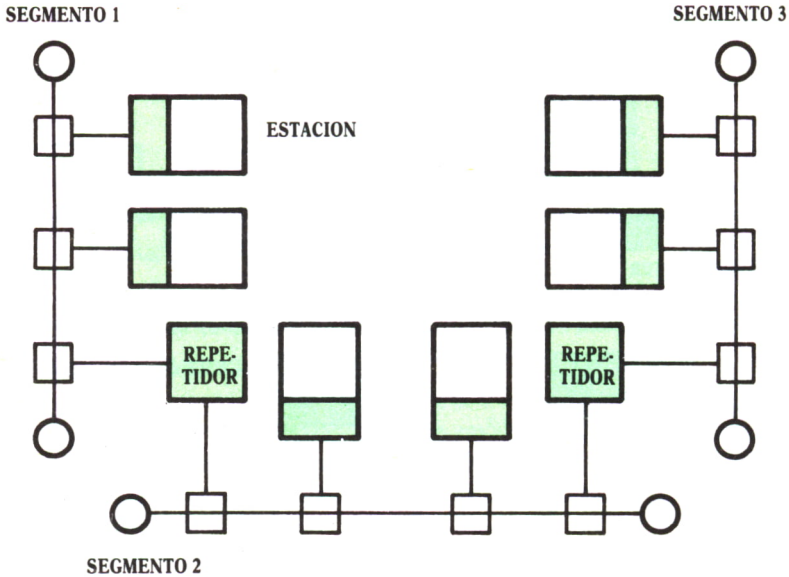 SEGMENTO 1
SEGMENTO 3
ESTACION
REPE-
TIDOR
REPE-
TIDOR
SEGMENTO 2